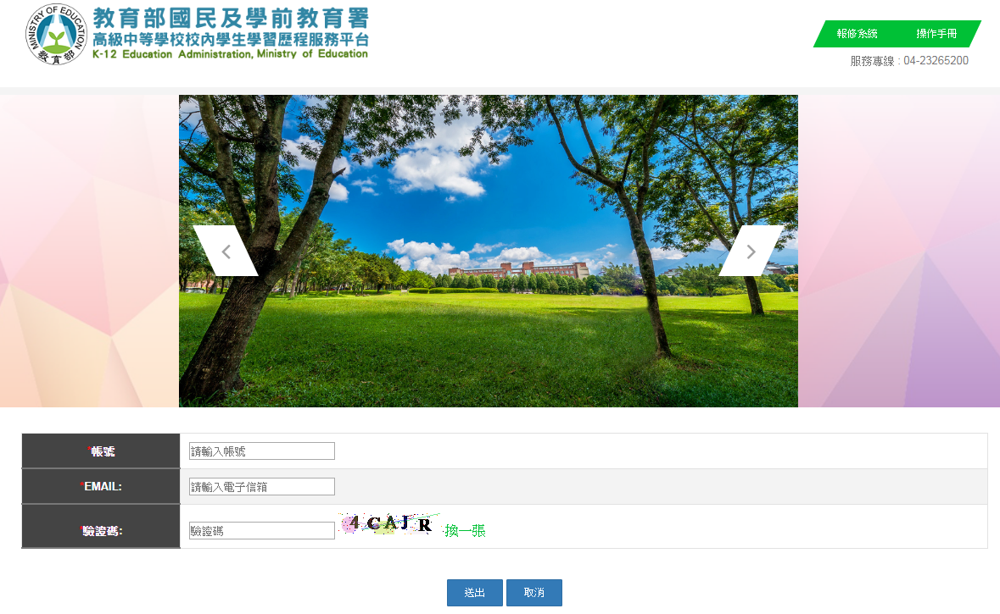 MINISTRY OF EDUCATION
教育部
教育部國民及學前教育署
高級中等學校校內學生學習歷程服務平台
K-12 Education Administration, Ministry of Education
報修系統 操作手冊
服務專線 : 04-23265200
*帳號 請輸入帳號
*EMAIL: 請輸入電子信箱
*驗證碼: 驗證碼 4CAJR 換一張
送出 取消